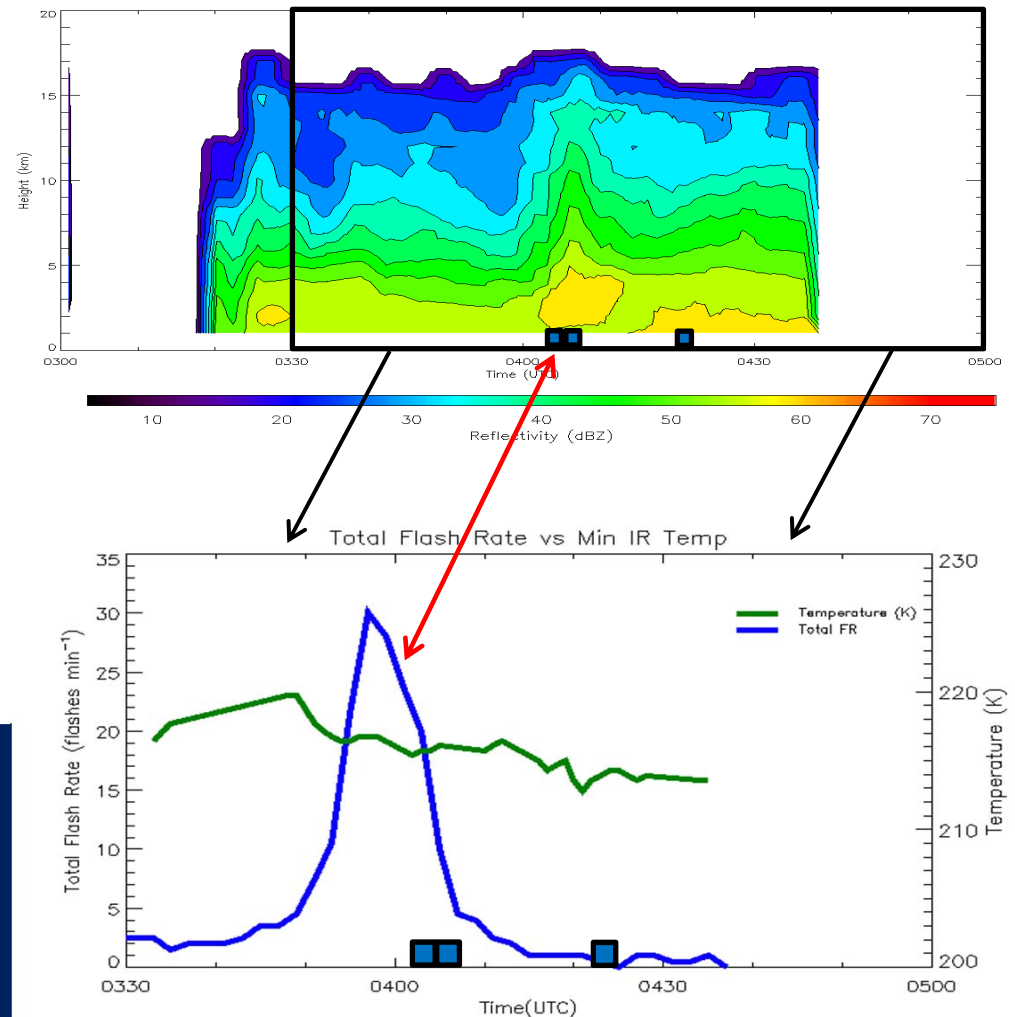 20
15
10
5
0
Height (km)
0300 0330 0400 0430 0500
Time (UTC)
10 20 30 40 50 60 70
Reflectivity (dBZ)
Total Flash Rate vs Min IR Temp
35 230
30
Temperature (K)
Total FR
25
220
20
15
210
10
5
0 200
Total Flash Rate (flashes min⁻¹)
Temperature (K)
0330 0400 0430 0500
Time(UTC)